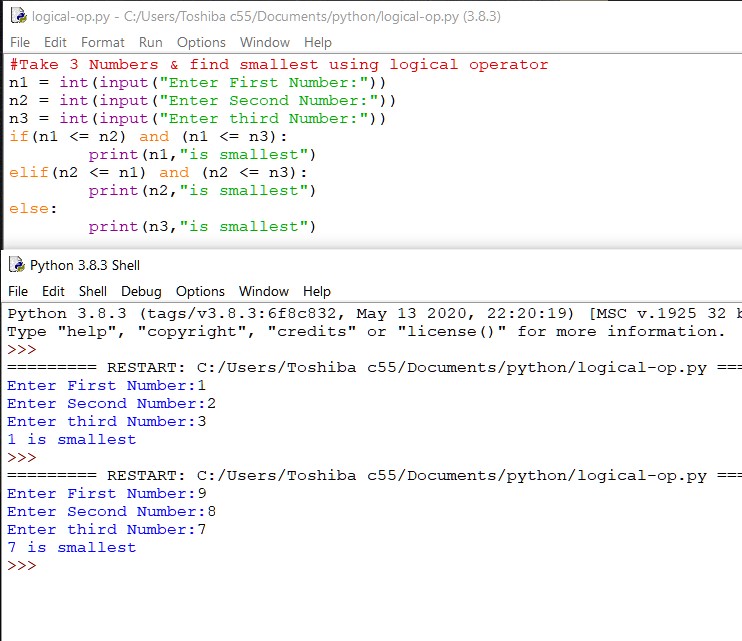 logical-op.py - C:/Users/Toshiba c55/Documents/python/logical-op.py (3.8.3)
File Edit Format Run Options Window Help
#Take 3 Numbers & find smallest using logical operator
n1 = int(input("Enter First Number:"))
n2 = int(input("Enter Second Number:"))
n3 = int(input("Enter third Number:"))
if(n1 <= n2) and (n1 <= n3):
        print(n1,"is smallest")
elif(n2 <= n1) and (n2 <= n3):
        print(n2,"is smallest")
else:
        print(n3,"is smallest")
Python 3.8.3 Shell
File Edit Shell Debug Options Window Help
Python 3.8.3 (tags/v3.8.3:6f8c832, May 13 2020, 22:20:19) [MSC v.1925 32 b
Type "help", "copyright", "credits" or "license()" for more information.
>>>
========= RESTART: C:/Users/Toshiba c55/Documents/python/logical-op.py ===
Enter First Number:1
Enter Second Number:2
Enter third Number:3
1 is smallest
>>>
========= RESTART: C:/Users/Toshiba c55/Documents/python/logical-op.py ===
Enter First Number:9
Enter Second Number:8
Enter third Number:7
7 is smallest
>>>